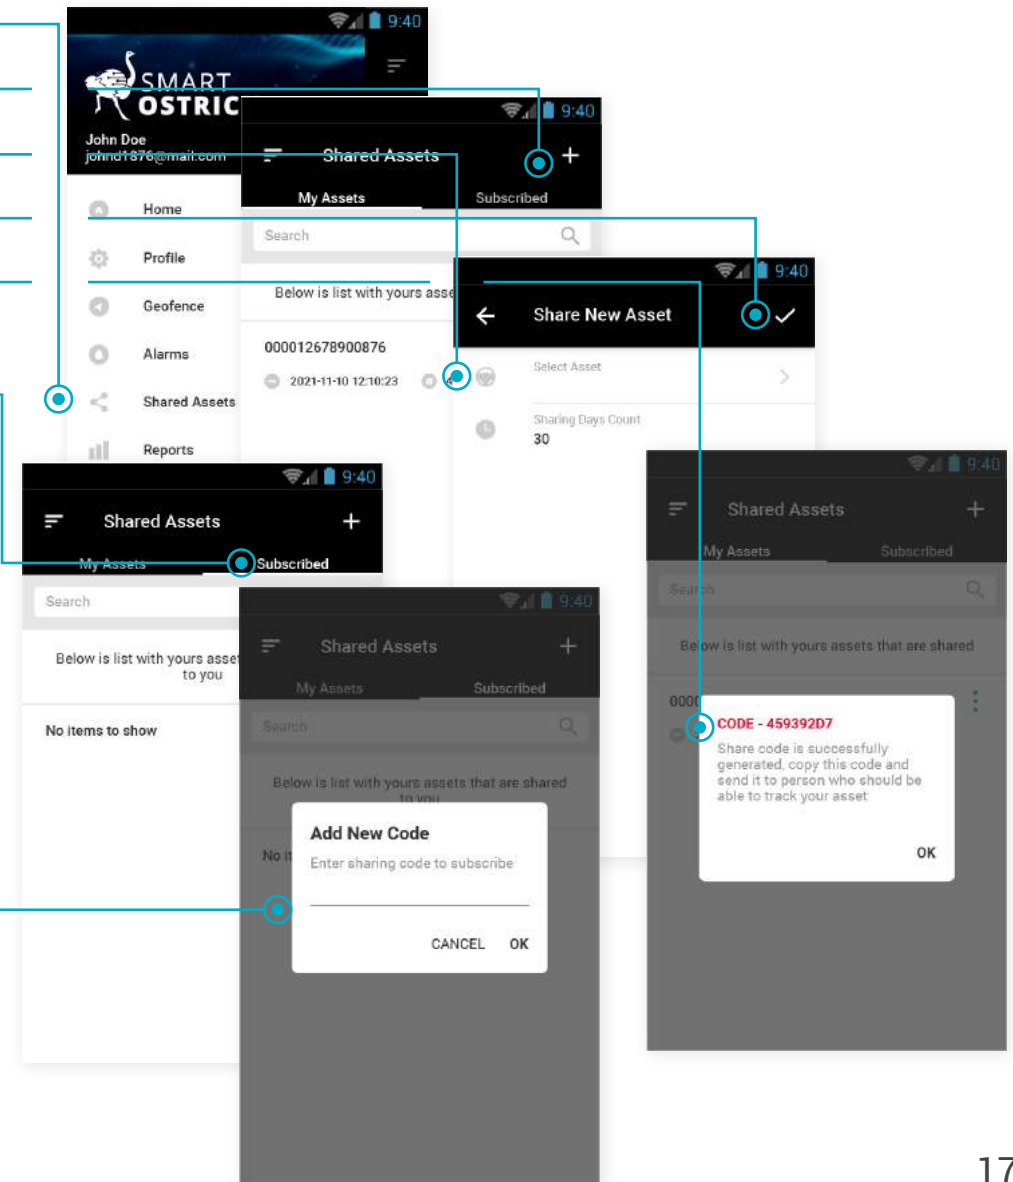 9:40
SMART
OSTRIC
John Doe
johnd1876@mail.com
Home
Profile
Geofence
Alarms
Shared Assets
Reports
9:40
Shared Assets
My Assets Subscribed
Search
Below is list with yours asse
000012678900876
2021-11-10 12:10:23
9:40
Share New Asset
Select Asset
Sharing Days Count
30
9:40
Shared Assets
My Assets Subscribed
Search
Below is list with yours asset
to you
No items to show
9:40
Shared Assets
My Assets Subscribed
Search
Below is list with yours assets that are shared
to you
No it
Add New Code
Enter sharing code to subscribe
CANCEL OK
9:40
Shared Assets
My Assets Subscribed
Search
Below is list with yours assets that are shared
0000
CODE - 459392D7
Share code is successfully
generated, copy this code and
send it to person who should be
able to track your asset
OK
17